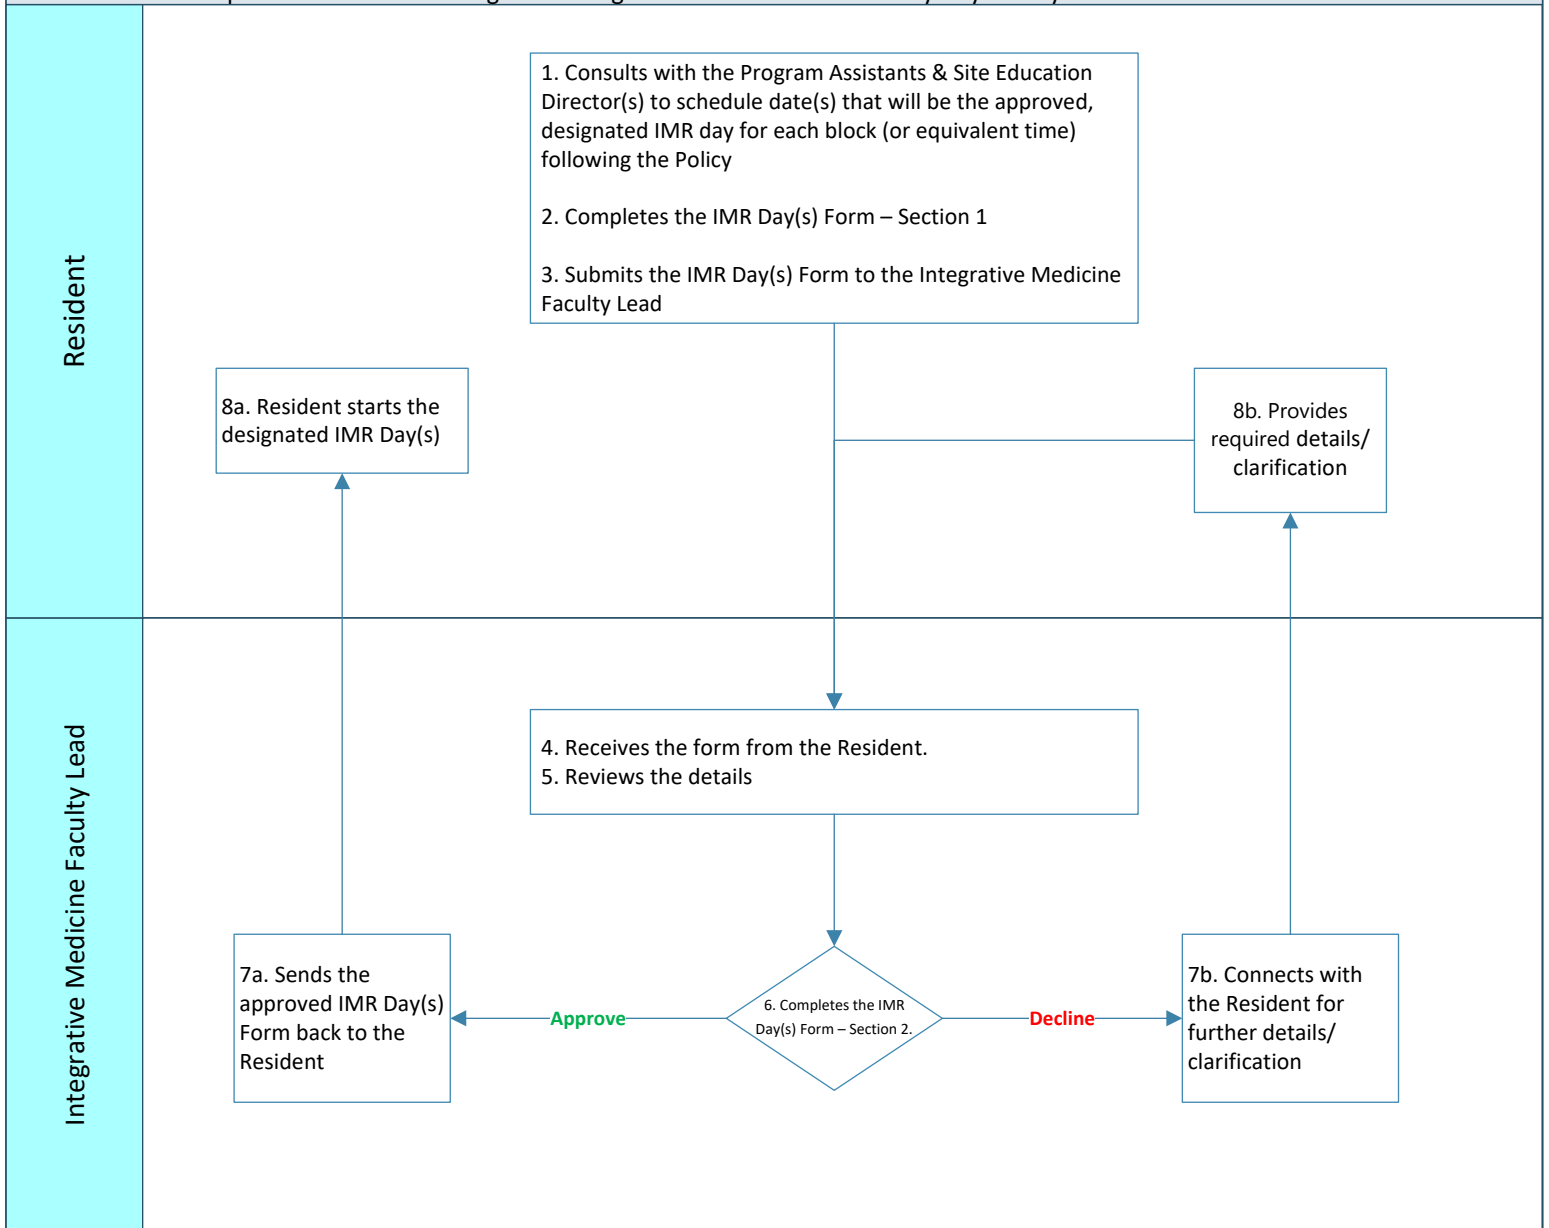 Resident
1. Consults with the Program Assistants & Site Education
Director(s) to schedule date(s) that will be the approved,
designated IMR day for each block (or equivalent time)
following the Policy
2. Completes the IMR Day(s) Form – Section 1
3. Submits the IMR Day(s) Form to the Integrative Medicine
Faculty Lead
8a. Resident starts the
designated IMR Day(s)
8b. Provides
required details/
clarification
Integrative Medicine Faculty Lead
4. Receives the form from the Resident.
5. Reviews the details
7a. Sends the
approved IMR Day(s)
Form back to the
Resident
Approve
6. Completes the IMR
Day(s) Form – Section 2.
Decline
7b. Connects with
the Resident for
further details/
clarification